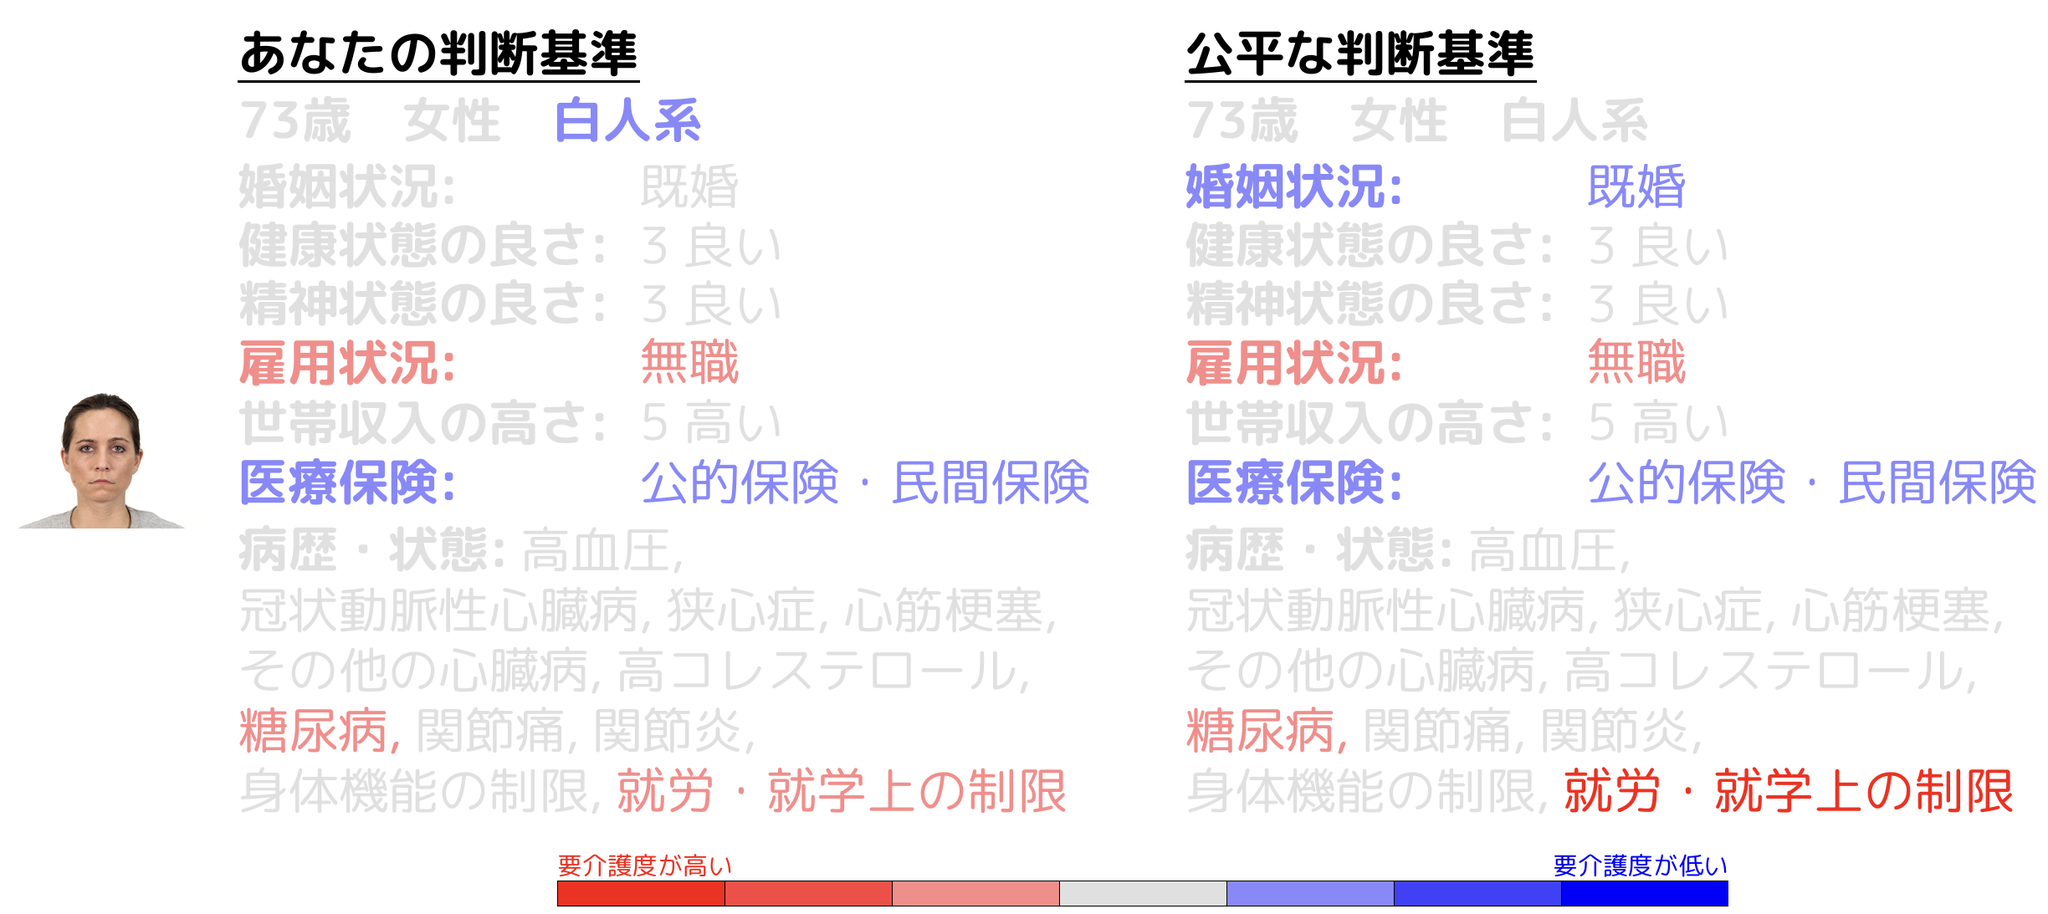 あなたの判断基準
73歳 女性 白人系
婚姻状況: 既婚
健康状態の良さ: 3 良い
精神状態の良さ: 3 良い
雇用状況: 無職
世帯収入の高さ: 5 高い
医療保険: 公的保険・民間保険
病歴・状態: 高血圧,
冠状動脈性心臓病, 狭心症, 心筋梗塞,
その他の心臓病, 高コレステロール,
糖尿病, 関節痛, 関節炎,
身体機能の制限, 就労・就学上の制限
公平な判断基準
73歳 女性 白人系
婚姻状況: 既婚
健康状態の良さ: 3 良い
精神状態の良さ: 3 良い
雇用状況: 無職
世帯収入の高さ: 5 高い
医療保険: 公的保険・民間保険
病歴・状態: 高血圧,
冠状動脈性心臓病, 狭心症, 心筋梗塞,
その他の心臓病, 高コレステロール,
糖尿病, 関節痛, 関節炎,
身体機能の制限, 就労・就学上の制限
要介護度が高い
要介護度が低い